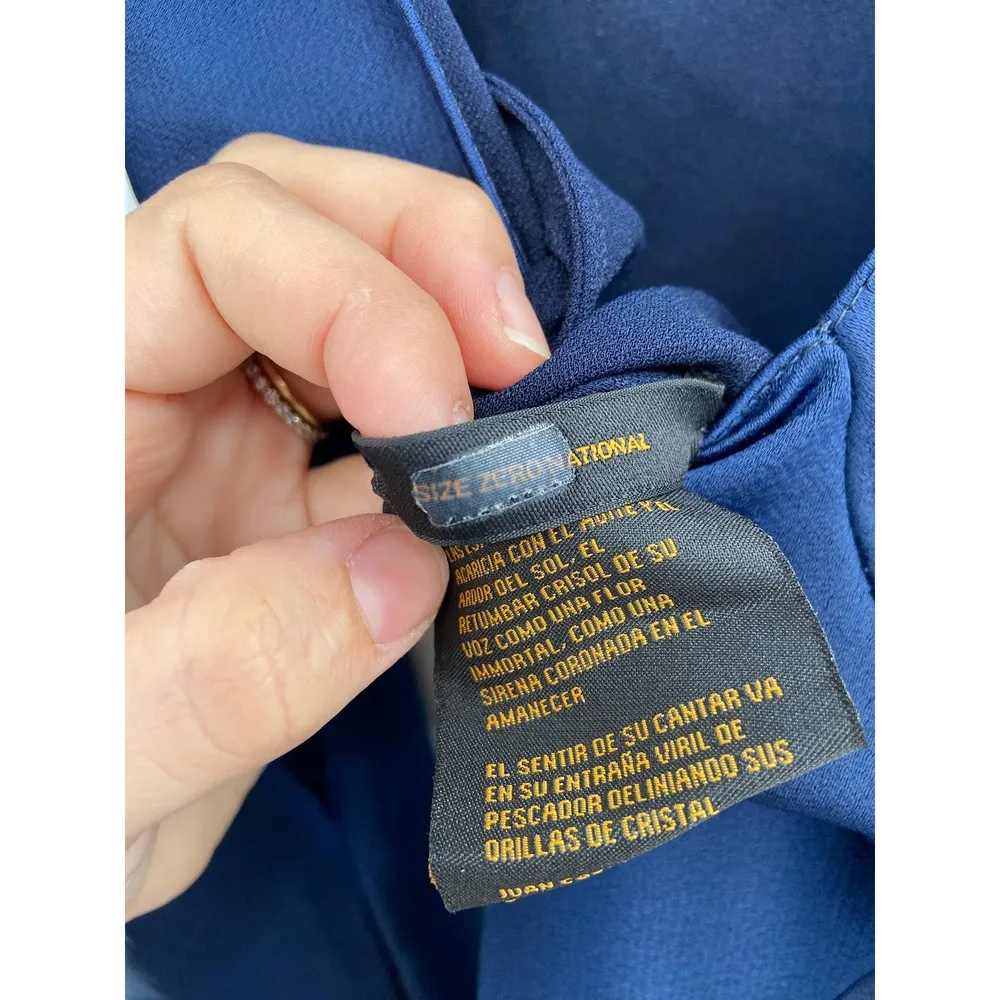 SIZE ZERO NATIONAL
ACARICIA CON EL
ARDOR DEL SOL, EL
RETUMBAR CRISOL DE SU
VOZ COMO UNA FLOR
IMMORTAL, COMO UNA
SIRENA CORONADA EN EL
AMANECER
EL SENTIR DE SU CANTAR VA
EN SU ENTRAÑA VIRIL DE
PESCADOR DELINIANDO SUS
ORILLAS DE CRISTAL
JUAN